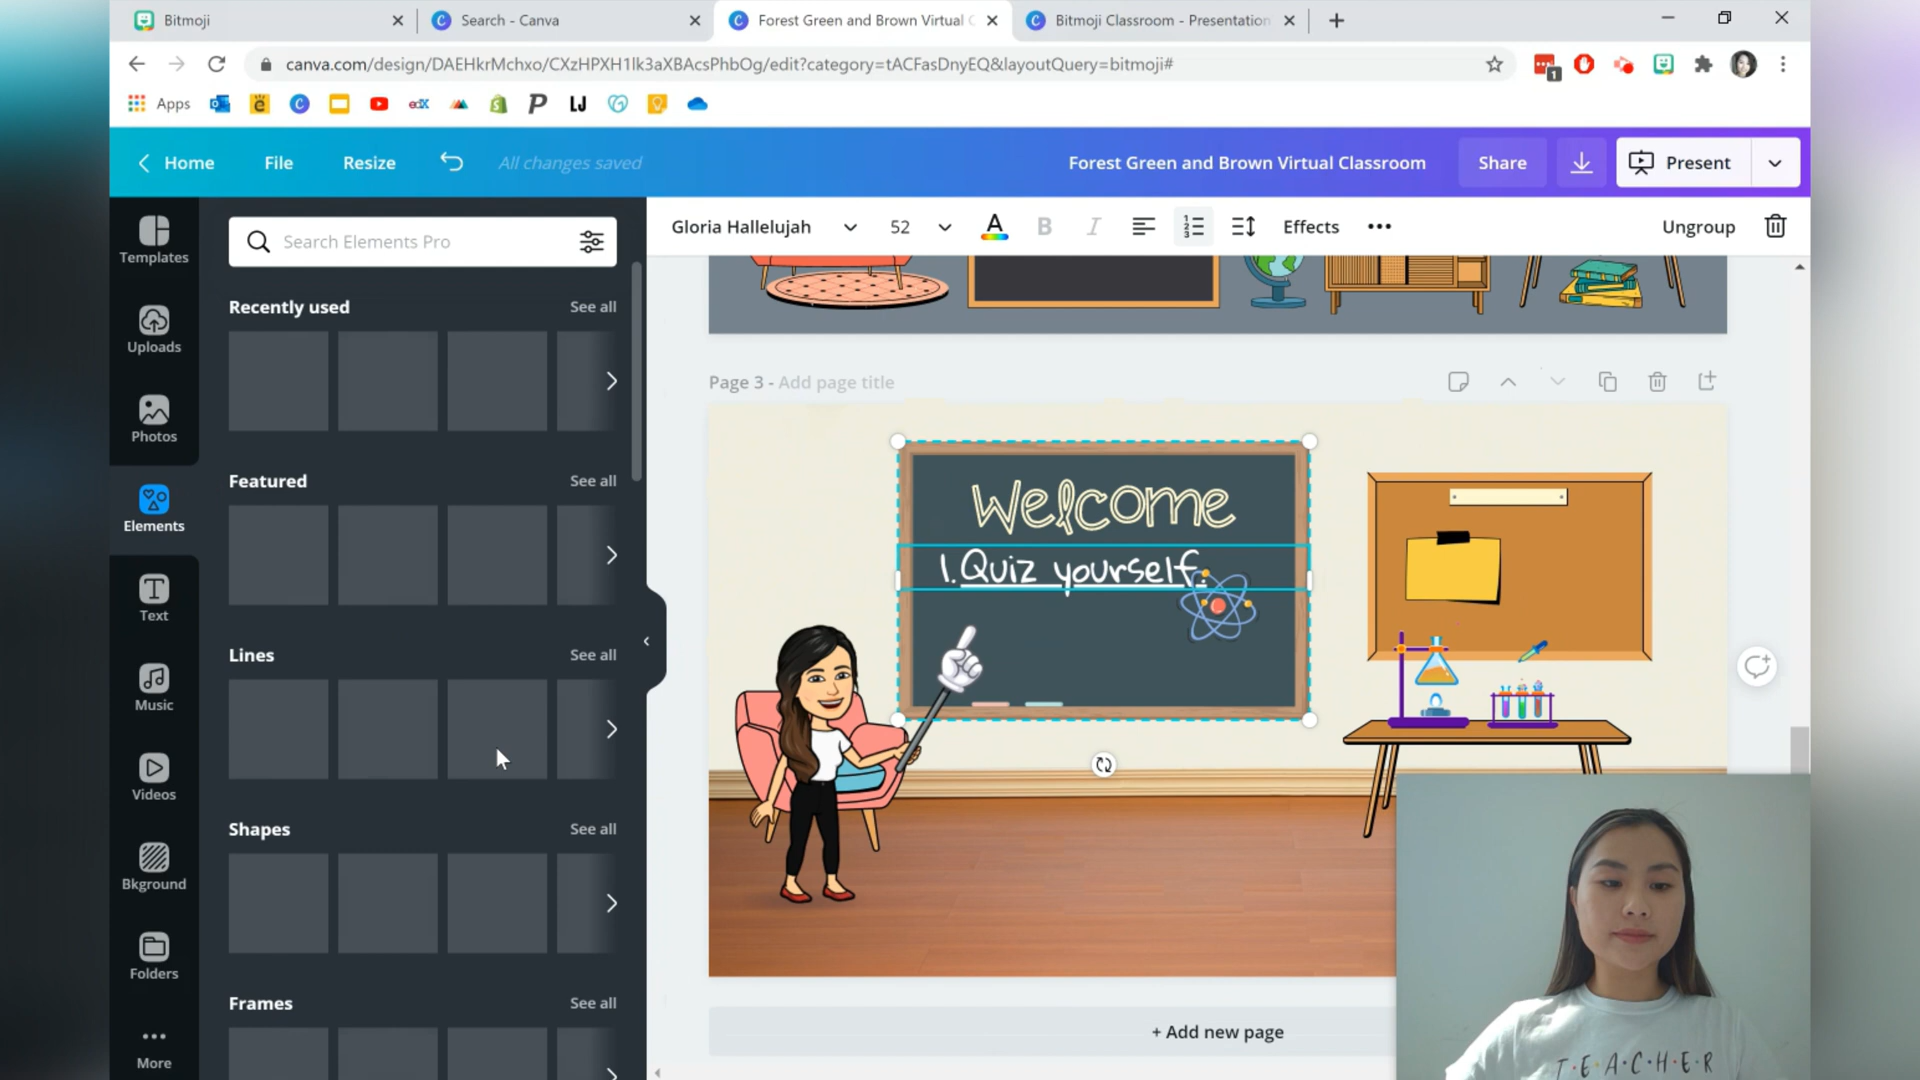 Bitmoji
Search - Canva
Forest Green and Brown Virtual C
Bitmoji Classroom - Presentation
canva.com/design/DAEHkrMchxo/CXzHPXH1lk3aXBAcsPhbOg/edit?category=tACFasDnyEQ&layoutQuery=bitmoji#
1
Apps
edX
P
LJ
Home
File
Resize
All changes saved
Forest Green and Brown Virtual Classroom
Share
Present
Templates
Uploads
Photos
Elements
Text
Music
Videos
Bkground
Folders
More
Search Elements Pro
Recently used
See all
Featured
See all
Lines
See all
Shapes
See all
Frames
See all
Gloria Hallelujah
52
A
B
I
Effects
Ungroup
Page 3 - Add page title
Welcome
1. Quiz yourself.
+ Add new page
T·E·A·C·H·E·R